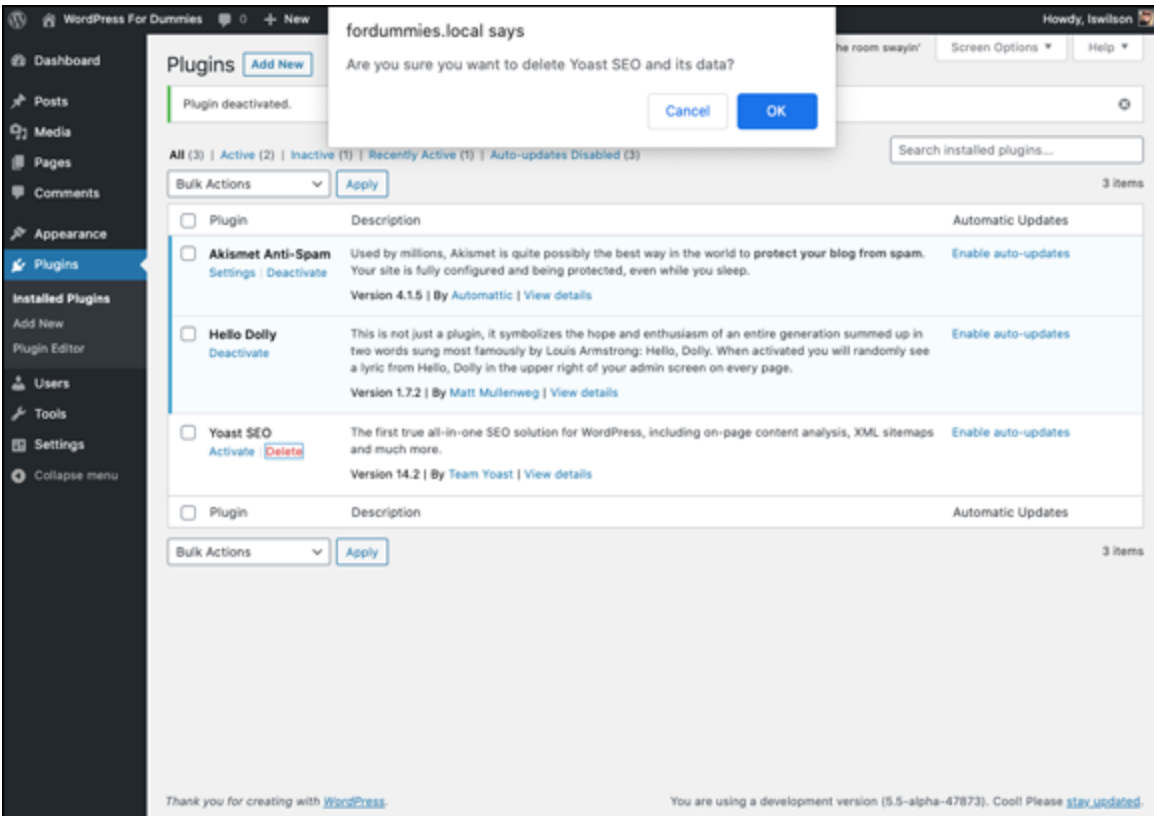 WordPress For Dummies 0 + New
Howdy, lswilson
fordummies.local says
Are you sure you want to delete Yoast SEO and its data?
Cancel OK
he room swayin'
Screen Options ▼ Help ▼
Dashboard
Posts
Media
Pages
Comments
Appearance
Plugins
Installed Plugins
Add New
Plugin Editor
Users
Tools
Settings
Collapse menu
Plugins Add New
Plugin deactivated.
All (3) | Active (2) | Inactive (1) | Recently Active (1) | Auto-updates Disabled (3)
Search installed plugins...
Bulk Actions Apply
3 items
Plugin Description Automatic Updates
Akismet Anti-Spam
Settings | Deactivate
Used by millions, Akismet is quite possibly the best way in the world to protect your blog from spam.
Your site is fully configured and being protected, even while you sleep.
Version 4.1.5 | By Automattic | View details
Enable auto-updates
Hello Dolly
Deactivate
This is not just a plugin, it symbolizes the hope and enthusiasm of an entire generation summed up in
two words sung most famously by Louis Armstrong: Hello, Dolly. When activated you will randomly see
a lyric from Hello, Dolly in the upper right of your admin screen on every page.
Version 1.7.2 | By Matt Mullenweg | View details
Enable auto-updates
Yoast SEO
Activate | Delete
The first true all-in-one SEO solution for WordPress, including on-page content analysis, XML sitemaps
and much more.
Version 14.2 | By Team Yoast | View details
Enable auto-updates
Plugin Description Automatic Updates
Bulk Actions Apply
3 items
Thank you for creating with WordPress.
You are using a development version (5.5-alpha-47873). Cool! Please stay updated.